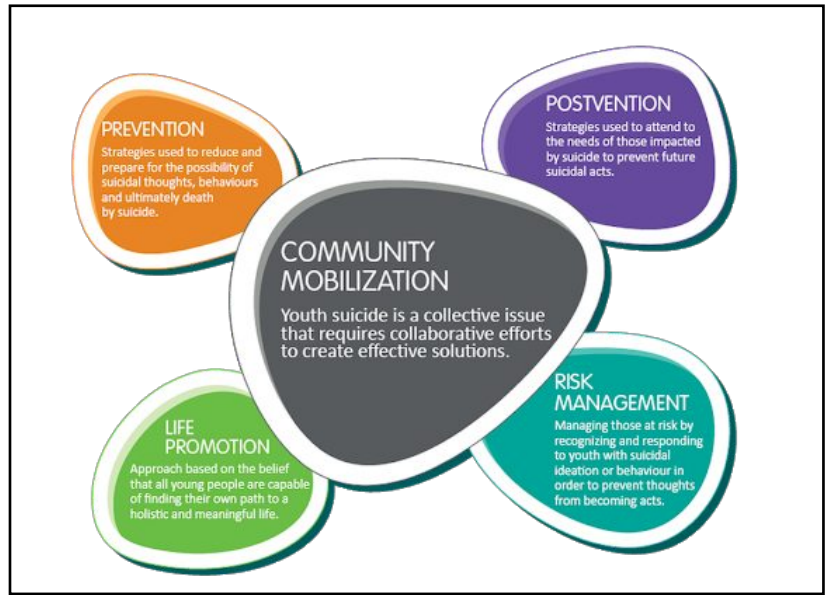 PREVENTION
Strategies used to reduce and
prepare for the possibility of
suicidal thoughts, behaviours
and ultimately death
by suicide.
POSTVENTION
Strategies used to attend to
the needs of those impacted
by suicide to prevent future
suicidal acts.
COMMUNITY
MOBILIZATION
Youth suicide is a collective issue
that requires collaborative efforts
to create effective solutions.
LIFE
PROMOTION
Approach based on the belief
that all young people are capable
of finding their own path to a
holistic and meaningful life.
RISK
MANAGEMENT
Managing those at risk by
recognizing and responding
to youth with suicidal
ideation or behaviour in
order to prevent thoughts
from becoming acts.